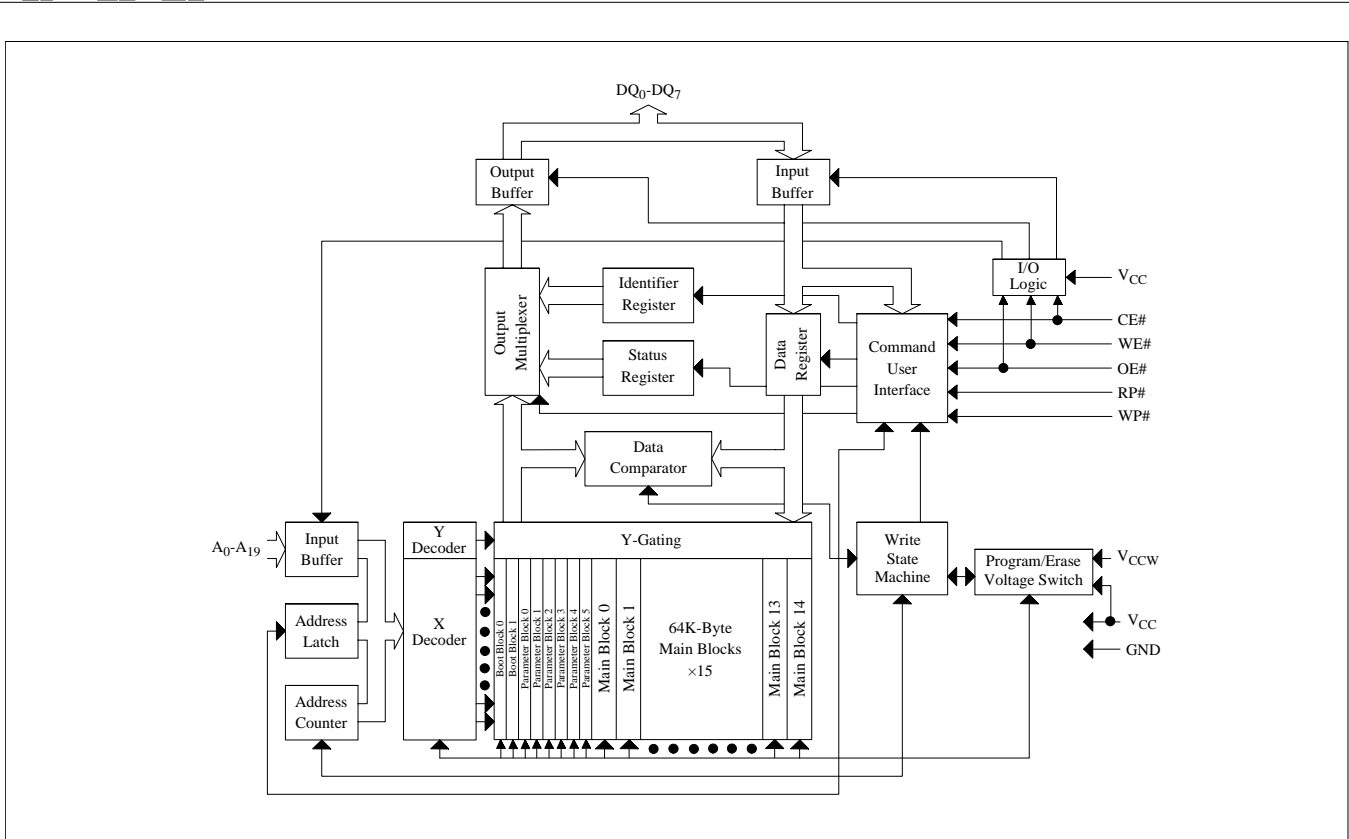 DQ0-DQ7
Output
Buffer
Input
Buffer
I/O
Logic
VCC
Output
Multiplexer
Identifier
Register
Status
Register
Data
Register
Command
User
Interface
CE#
WE#
OE#
RP#
WP#
Data
Comparator
A0-A19
Input
Buffer
Y
Decoder
Y-Gating
Write
State
Machine
Program/Erase
Voltage Switch
VCCW
VCC
GND
Address
Latch
X
Decoder
Boot Block 0
Boot Block 1
Parameter Block 0
Parameter Block 1
Parameter Block 2
Parameter Block 3
Parameter Block 4
Parameter Block 5
Main Block 0
Main Block 1
64K-Byte
Main Blocks
×15
Main Block 13
Main Block 14
Address
Counter